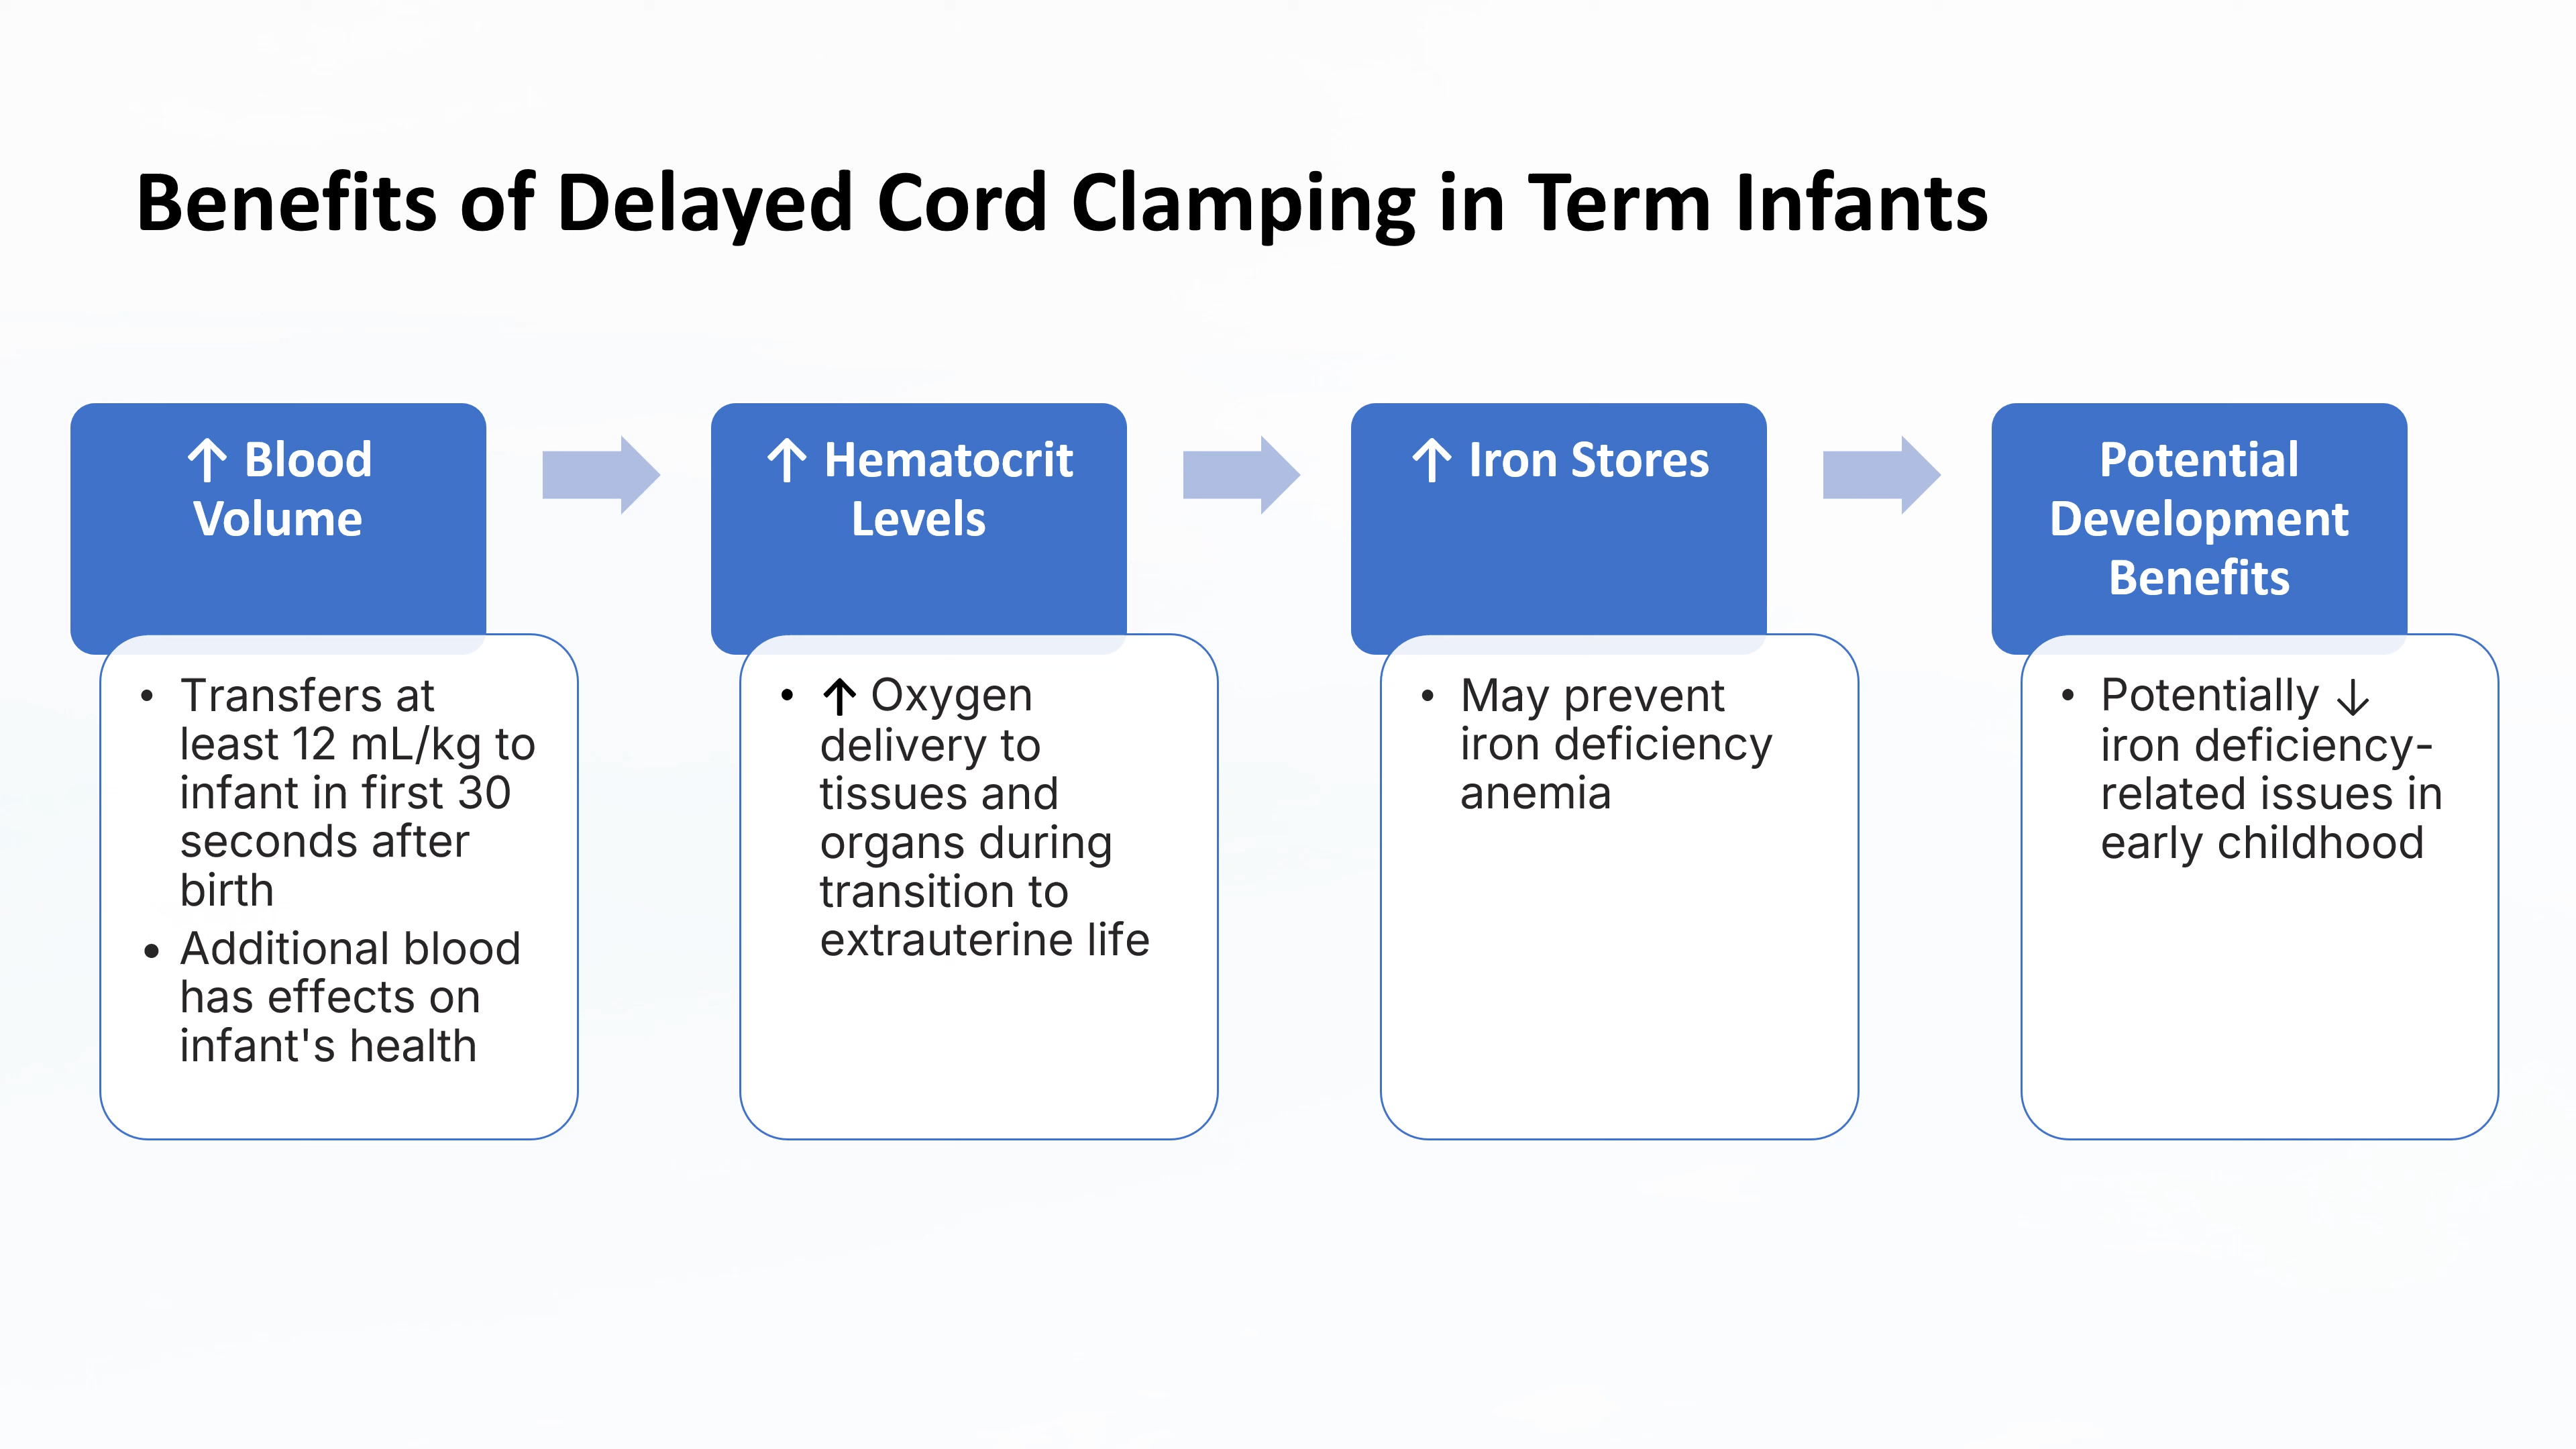 Benefits of Delayed Cord Clamping in Term Infants
↑ Blood
Volume
• Transfers at
least 12 mL/kg to
infant in first 30
seconds after
birth
• Additional blood
has effects on
infant's health
↑ Hematocrit
Levels
• ↑ Oxygen
delivery to
tissues and
organs during
transition to
extrauterine life
↑ Iron Stores
• May prevent
iron deficiency
anemia
Potential
Development
Benefits
• Potentially ↓
iron deficiency-
related issues in
early childhood